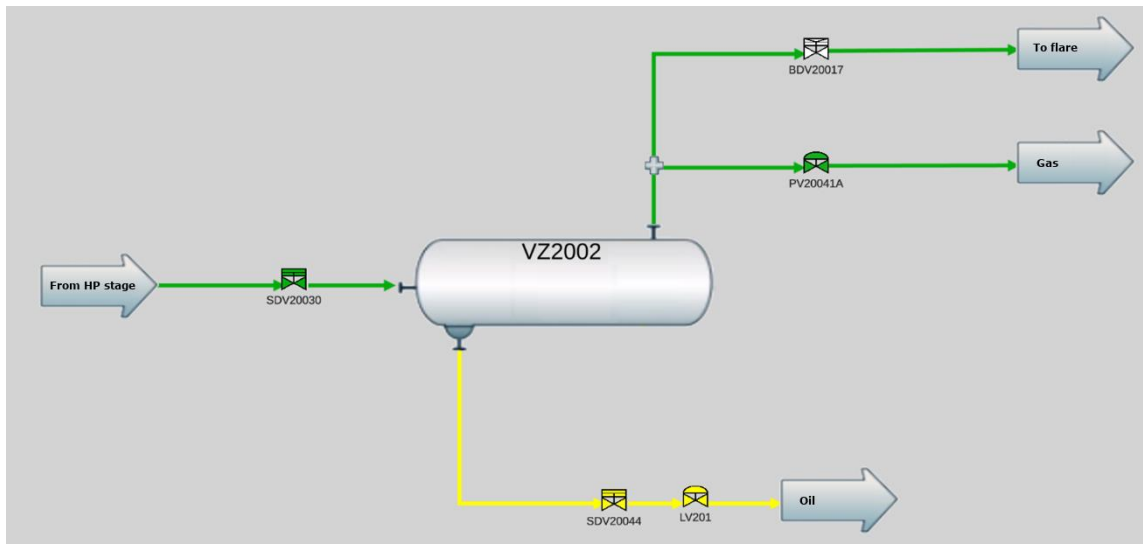 To flare
BDV20017
Gas
PV20041A
VZ2002
From HP stage
SDV20030
SDV20044
LV201
Oil